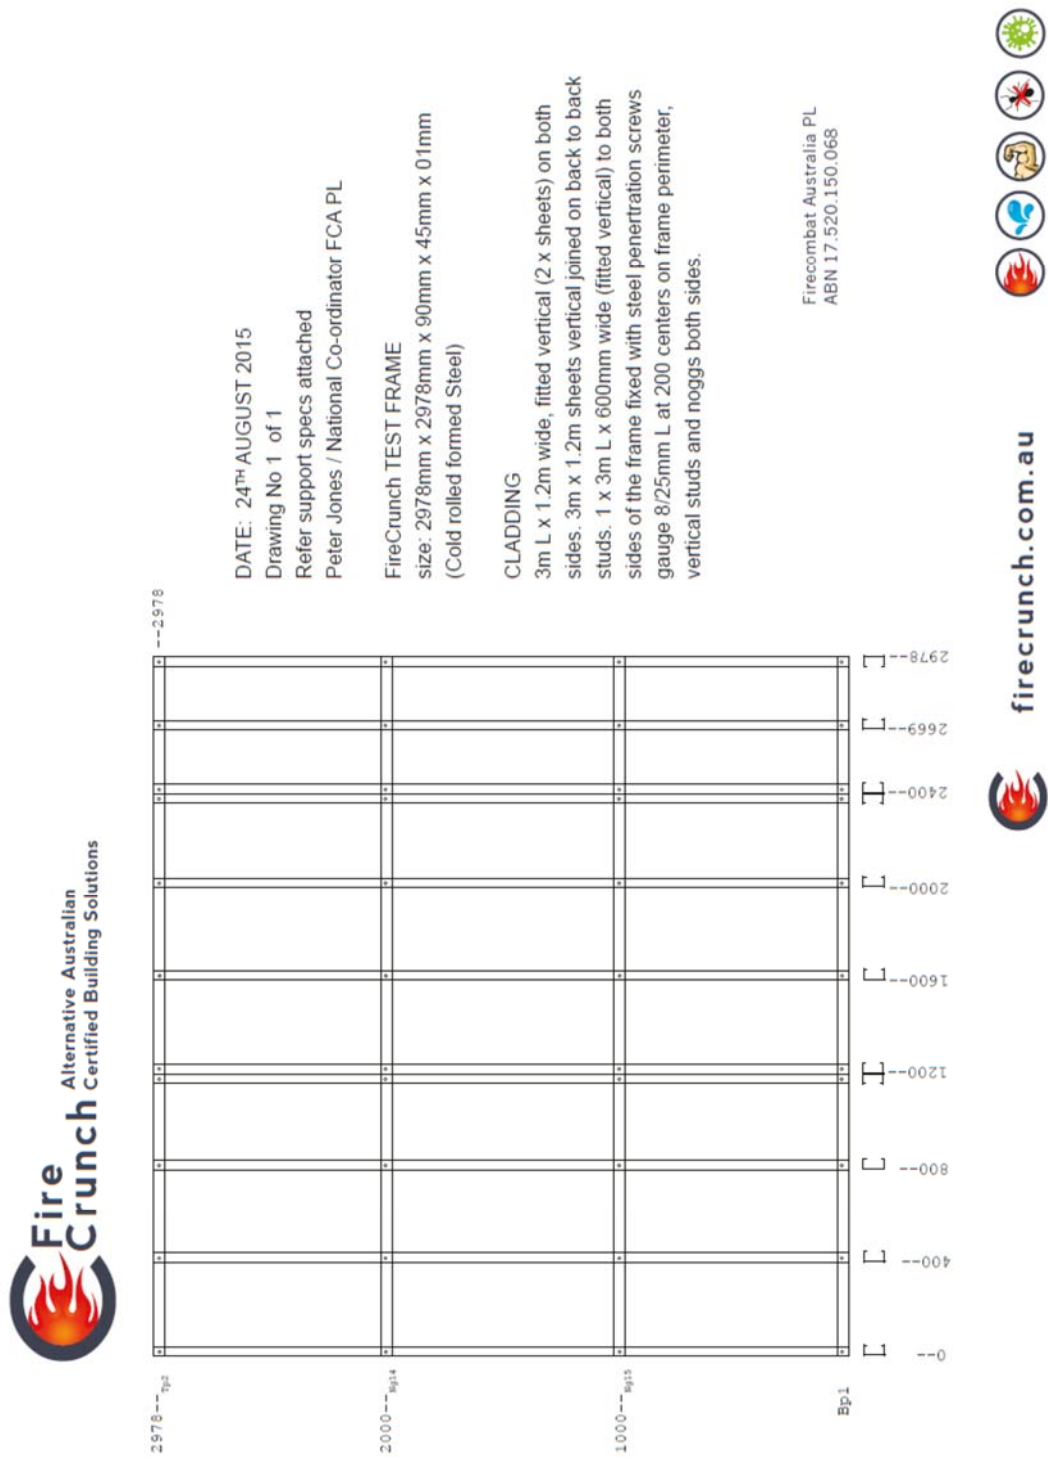 Fire
Crunch
Alternative Australian
Certified Building Solutions
DATE: 24TH AUGUST 2015
Drawing No 1 of 1
Refer support specs attached
Peter Jones / National Co-ordinator FCA PL
FireCrunch TEST FRAME
size: 2978mm x 2978mm x 90mm x 45mm x 01mm
(Cold rolled formed Steel)
CLADDING
3m L x 1.2m wide, fitted vertical (2 x sheets) on both
sides. 3m x 1.2m sheets vertical joined on back to back
studs. 1 x 3m L x 600mm wide (fitted vertical) to both
sides of the frame fixed with steel penertration screws
gauge 8/25mm L at 200 centers on frame perimeter,
vertical studs and noggs both sides.
2978--Tp2
--2978
2000--Ng14
1000--Ng15
Bp1
0--
400--
800--
1200--
1600--
2000--
2400--
2669--
2978--
Firecombat Australia PL
ABN 17.520.150.068
firecrunch.com.au